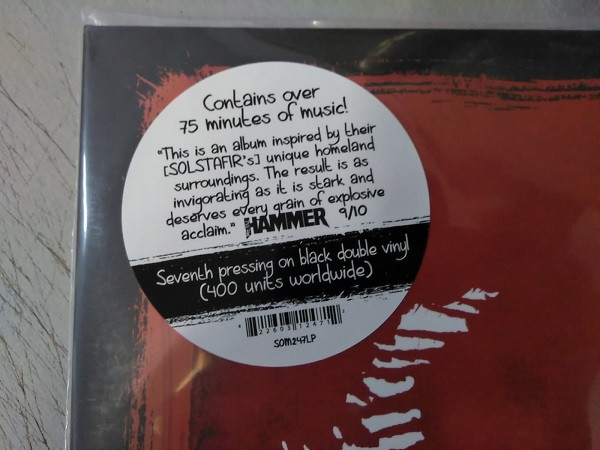 Contains over
75 minutes of music!
"This is an album inspired by their
[SOLSTAFIR's] unique homeland
surroundings. The result is as
invigorating as it is stark and
deserves every grain of explosive
acclaim." HAMMER 9/10
Seventh pressing on black double vinyl
(400 units worldwide)
SOM247LP